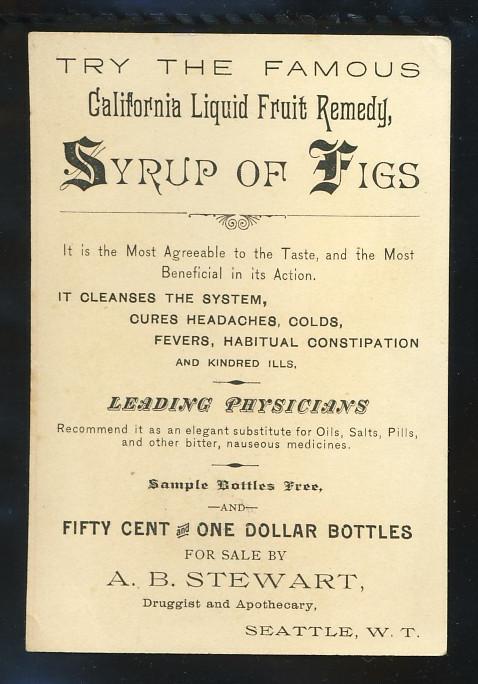 TRY THE FAMOUS
California Liquid Fruit Remedy,
SYRUP OF FIGS
It is the Most Agreeable to the Taste, and the Most
Beneficial in its Action.
IT CLEANSES THE SYSTEM,
CURES HEADACHES, COLDS,
FEVERS, HABITUAL CONSTIPATION
AND KINDRED ILLS.
LEADING PHYSICIANS
Recommend it as an elegant substitute for Oils, Salts, Pills,
and other bitter, nauseous medicines.
Sample Bottles Free,
—AND—
FIFTY CENT and ONE DOLLAR BOTTLES
FOR SALE BY
A. B. STEWART,
Druggist and Apothecary,
SEATTLE, W. T.